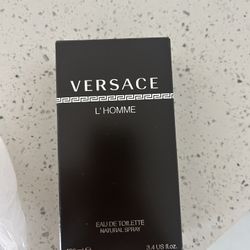 VERSACE
L'HOMME
EAU DE TOILETTE
NATURAL SPRAY
3.4 US fl.oz.